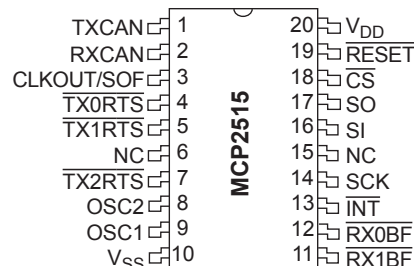 TXCAN 1 20 VDD
RXCAN 2 19 RESET
CLKOUT/SOF 3 18 CS
TX0RTS 4 17 SO
TX1RTS 5 16 SI
NC 6 15 NC
TX2RTS 7 14 SCK
OSC2 8 13 INT
OSC1 9 12 RX0BF
VSS 10 11 RX1BF
MCP2515